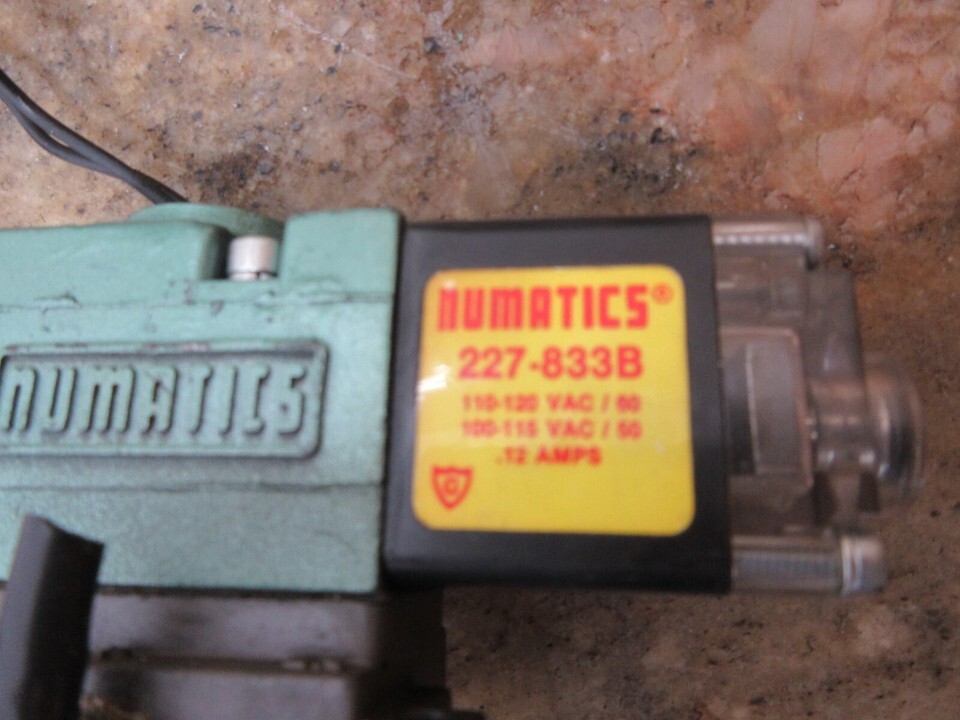 NUMATICS
NUMATICS®
227-833B
110-120 VAC / 60
100-115 VAC / 50
.12 AMPS
C